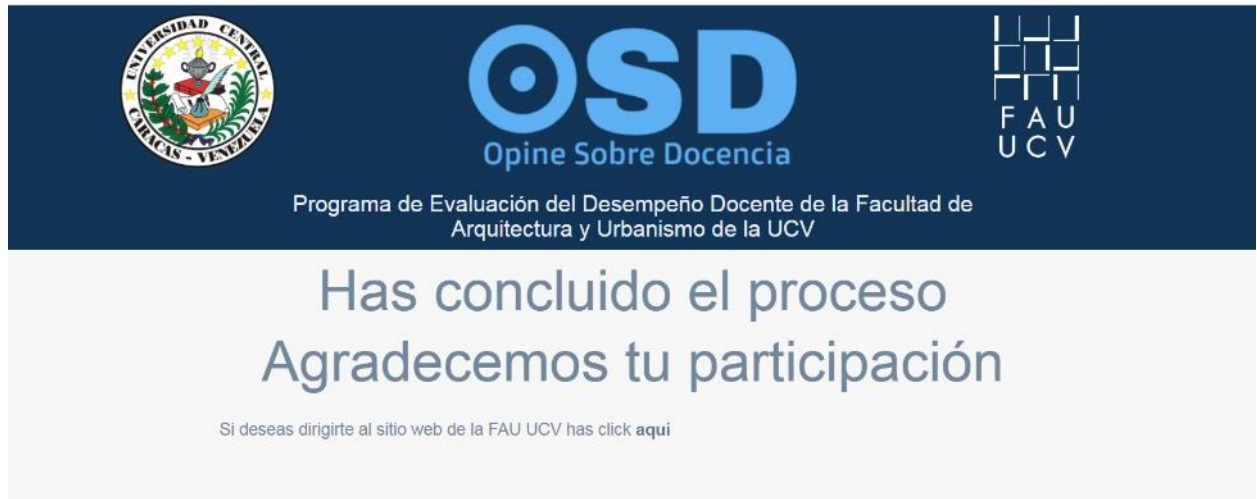 UNIVERSIDAD CENTRAL
CARACAS - VENEZUELA
OSD
Opine Sobre Docencia
FAU
UCV
Programa de Evaluación del Desempeño Docente de la Facultad de
Arquitectura y Urbanismo de la UCV
Has concluido el proceso
Agradecemos tu participación
Si deseas dirigirte al sitio web de la FAU UCV has click aquí